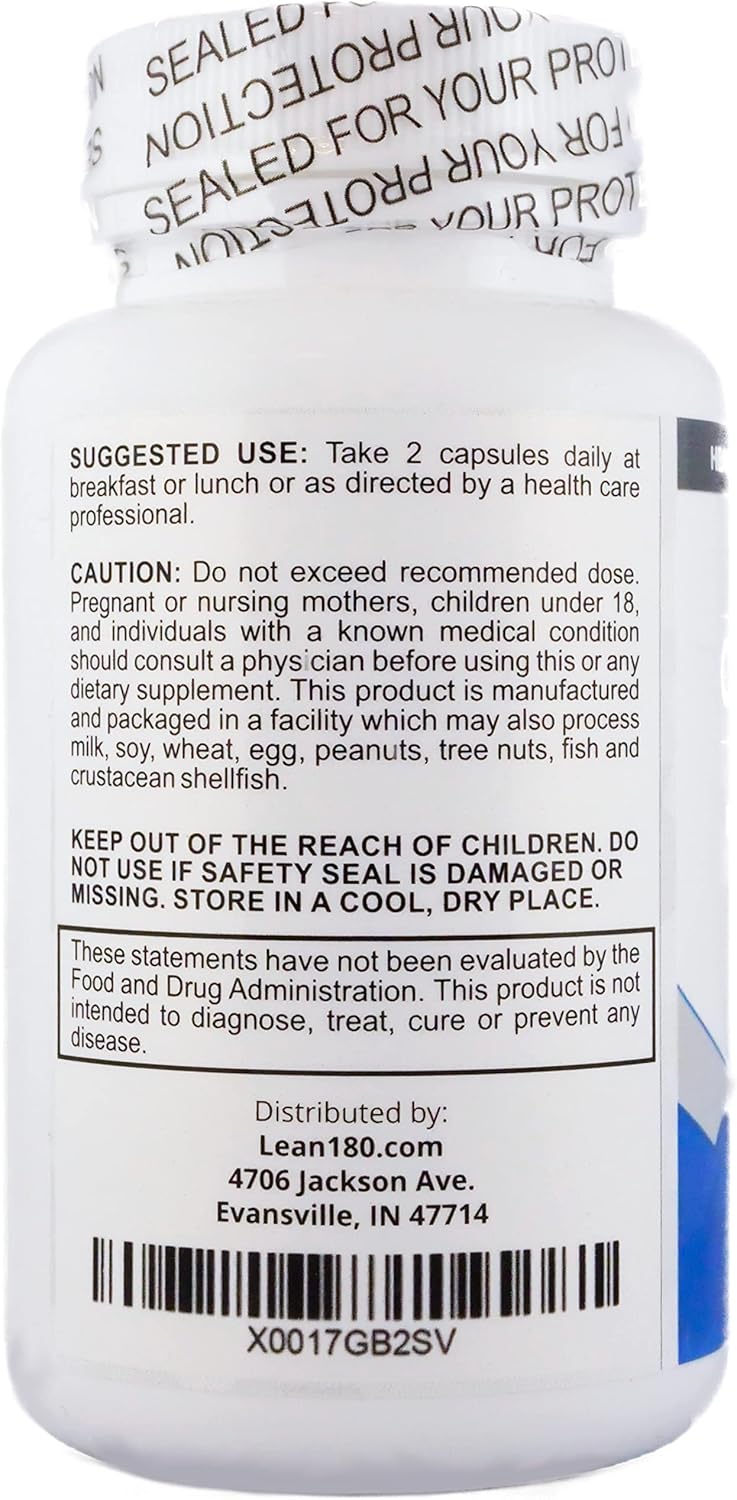 SEALED FOR YOUR PROTECTION
SEALED FOR YOUR
SEALED FOR YOUR PROTECTION
YOUR PROTECTION
SUGGESTED USE: Take 2 capsules daily at
breakfast or lunch or as directed by a health care
professional.
CAUTION: Do not exceed recommended dose.
Pregnant or nursing mothers, children under 18,
and individuals with a known medical condition
should consult a physician before using this or any
dietary supplement. This product is manufactured
and packaged in a facility which may also process
milk, soy, wheat, egg, peanuts, tree nuts, fish and
crustacean shellfish.
KEEP OUT OF THE REACH OF CHILDREN. DO
NOT USE IF SAFETY SEAL IS DAMAGED OR
MISSING. STORE IN A COOL, DRY PLACE.
These statements have not been evaluated by the
Food and Drug Administration. This product is not
intended to diagnose, treat, cure or prevent any
disease.
Distributed by:
Lean180.com
4706 Jackson Ave.
Evansville, IN 47714
X0017GB2SV